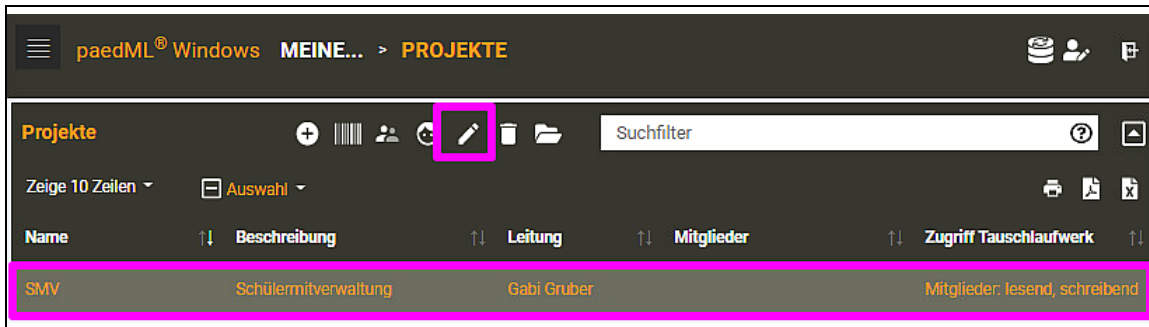 paedML® Windows MEINE... > PROJEKTE
Projekte Suchfilter
Zeige 10 Zeilen Auswahl
Name Beschreibung Leitung Mitglieder Zugriff Tauschlaufwerk
SMV Schülermitverwaltung Gabi Gruber Mitglieder: lesend, schreibend